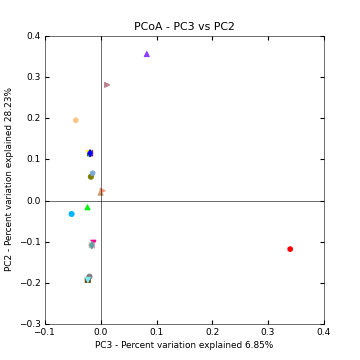 PCoA - PC3 vs PC2
0.4
0.3
0.2
0.1
0.0
−0.1
−0.2
−0.3
−0.1 0.0 0.1 0.2 0.3 0.4
PC2 - Percent variation explained 28.23%
PC3 - Percent variation explained 6.85%